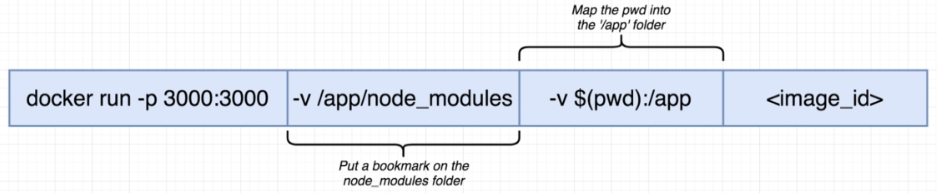 Map the pwd into
the '/app' folder
docker run -p 3000:3000 -v /app/node_modules -v $(pwd):/app <image_id>
Put a bookmark on the
node_modules folder